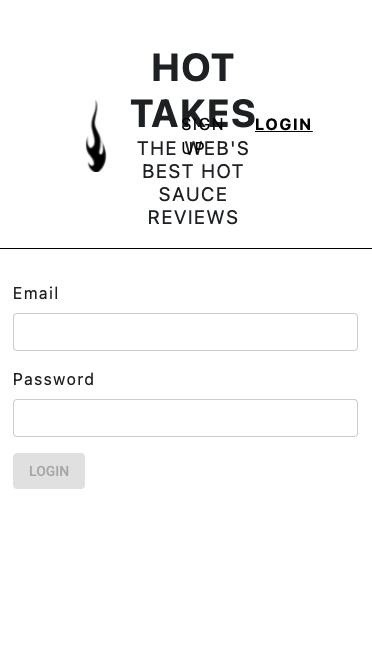 HOT
TAKES
SIGN
UP
LOGIN
THE WEB'S
BEST HOT
SAUCE
REVIEWS
Email
Password
LOGIN